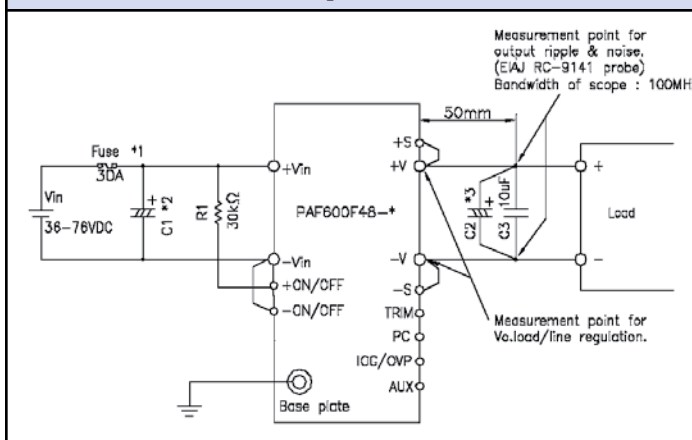 Measurement point for
output ripple & noise.
(EIAJ RC-9141 probe)
Bandwidth of scope : 100MH
50mm
Fuse *1
30A
Vin
36-76VDC
C1 *2
+
R1
30kΩ
+Vin
-Vin
+ON/OFF
-ON/OFF
PAF600F48-*
Base plate
+S
+V
-V
-S
TRIM
PC
IOG/OVP
AUX
C2 *3
+
C3 10uF
+
Load
-
Measurement point for
Vo.load/line regulation.